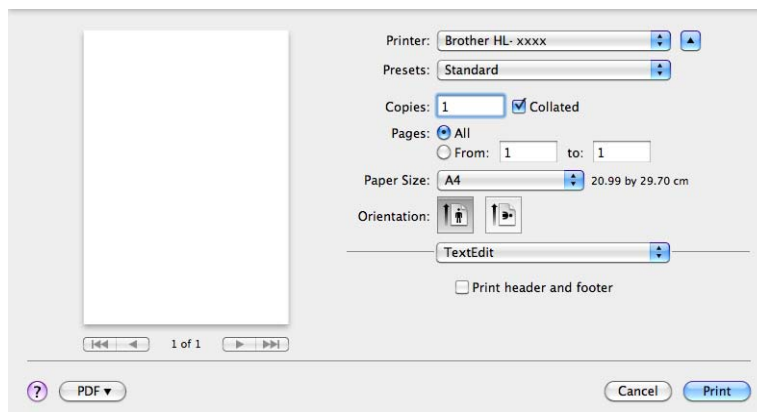 Printer: Brother HL- xxxx
Presets: Standard
Copies: 1 Collated
Pages: All
From: 1 to: 1
Paper Size: A4 20.99 by 29.70 cm
Orientation:
TextEdit
Print header and footer
1 of 1
? PDF Cancel Print